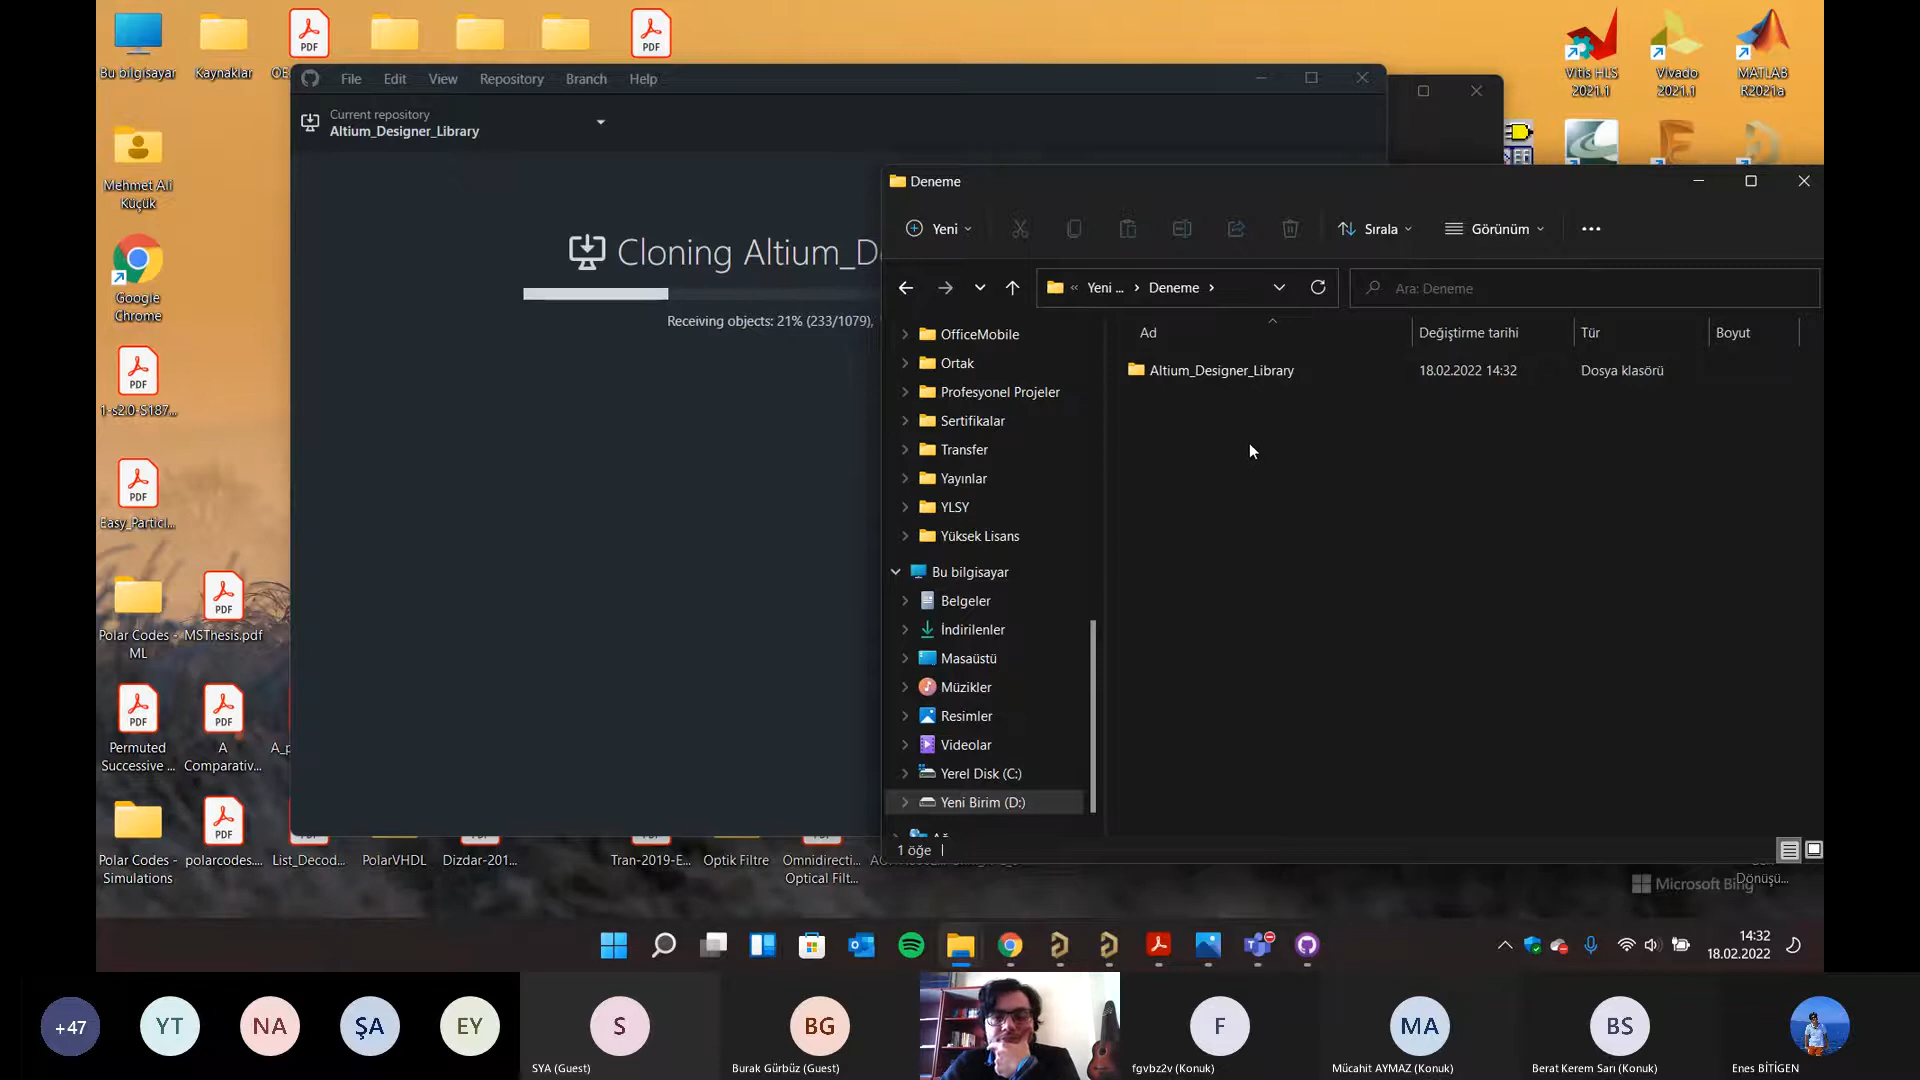 Bu bilgisayar
Kaynaklar
File
Edit
View
Repository
Branch
Help
Current repository
Altium_Designer_Library
Vitis HLS
2021.1
Vivado
2021.1
MATLAB
R2021a
Mehmet Ali
Küçük
Google
Chrome
1-s2.0-S187...
Easy_Particl...
Polar Codes -
ML
MSThesis.pdf
Permuted
Successive ...
A
Comparativ...
A_p
Polar Codes -
Simulations
polarcodes....
List_Decod...
PolarVHDL
Dizdar-201...
Tran-2019-E...
Optik Filtre
Omnidirecti...
Optical Filt...
Cloning Altium_D
Receiving objects: 21% (233/1079),
Deneme
Yeni
Sırala
Görünüm
Yeni ...
Deneme
Ara: Deneme
OfficeMobile
Ortak
Profesyonel Projeler
Sertifikalar
Transfer
Yayınlar
YLSY
Yüksek Lisans
Bu bilgisayar
Belgeler
İndirilenler
Masaüstü
Müzikler
Resimler
Videolar
Yerel Disk (C:)
Yeni Birim (D:)
Ad
Değiştirme tarihi
Tür
Boyut
Altium_Designer_Library
18.02.2022 14:32
Dosya klasörü
1 öğe
Microsoft Bing
Dönüşü...
14:32
18.02.2022
+47
YT
NA
ŞA
EY
S
SYA (Guest)
BG
Burak Gürbüz (Guest)
F
fgvbz2v (Konuk)
MA
Mücahit AYMAZ (Konuk)
BS
Berat Kerem Sarı (Konuk)
Enes BİTİGEN